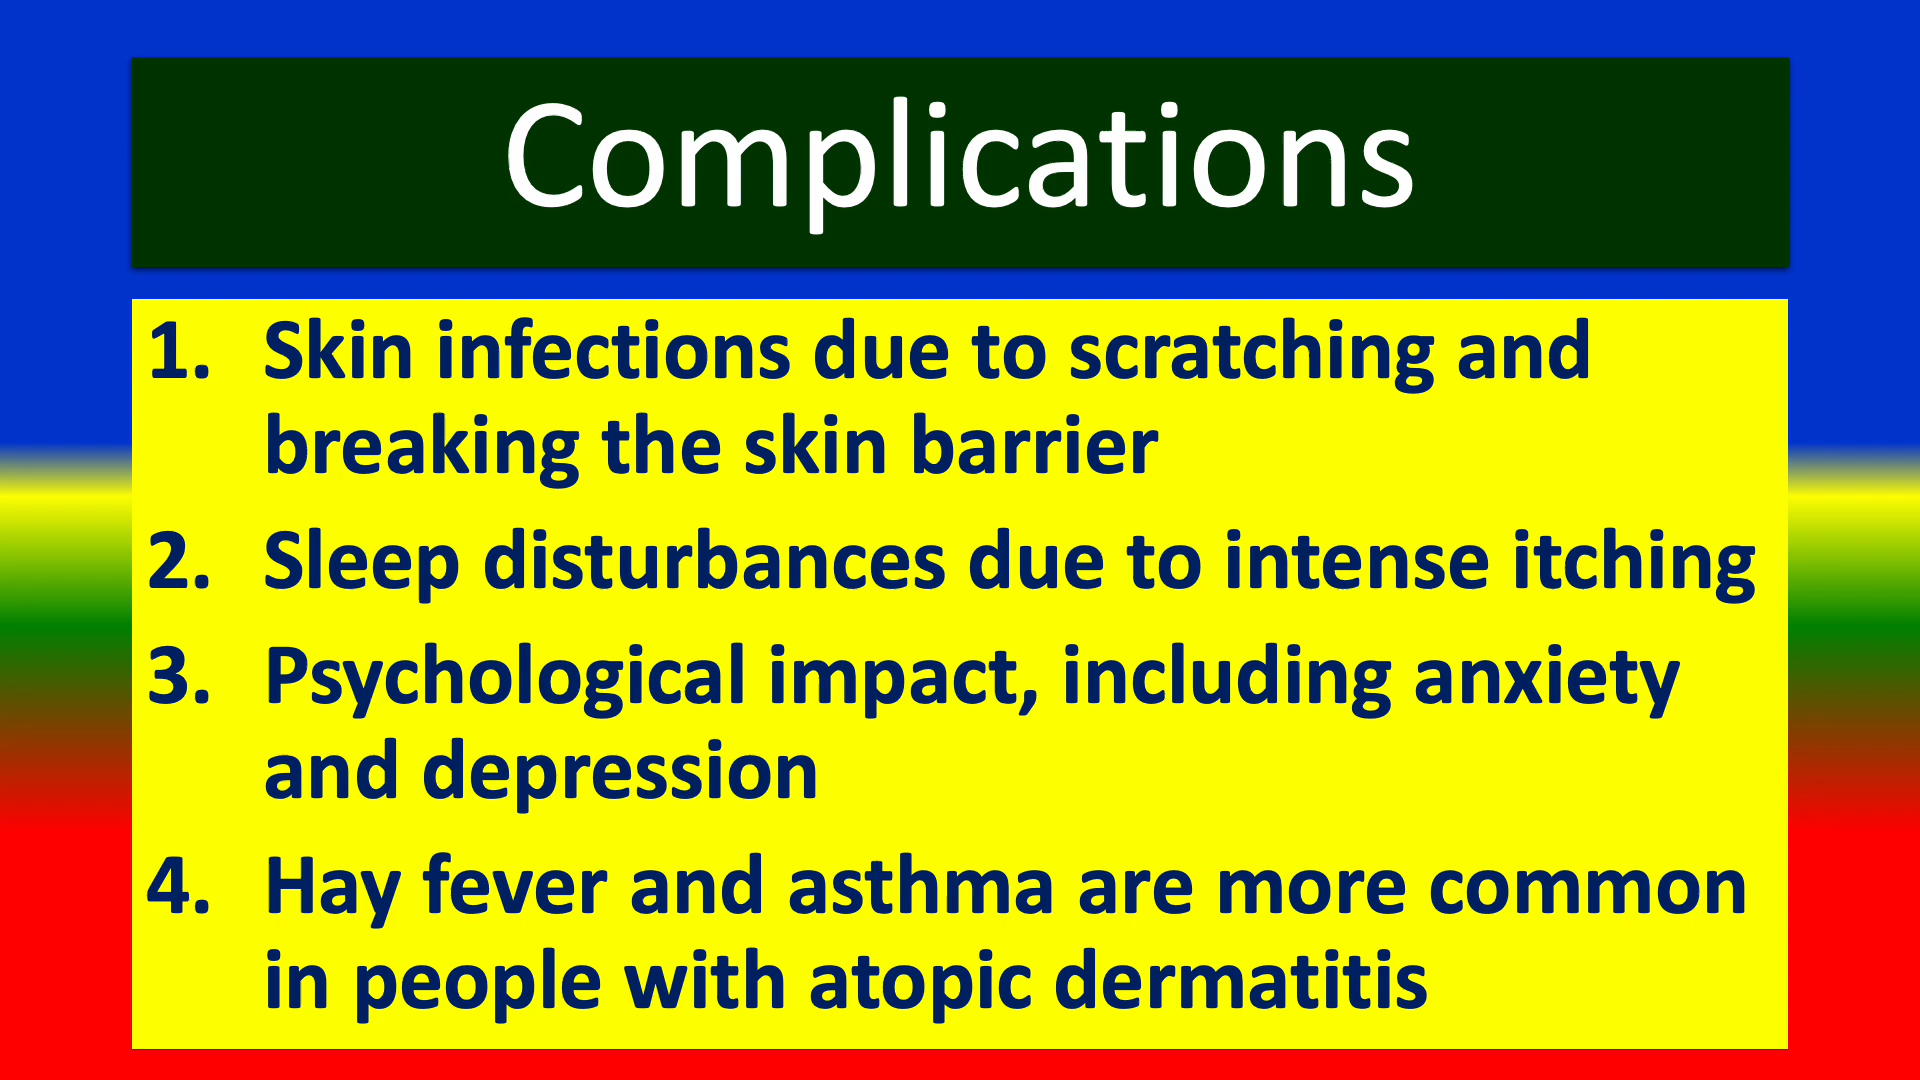 Complications
1. Skin infections due to scratching and
breaking the skin barrier
2. Sleep disturbances due to intense itching
3. Psychological impact, including anxiety
and depression
4. Hay fever and asthma are more common
in people with atopic dermatitis